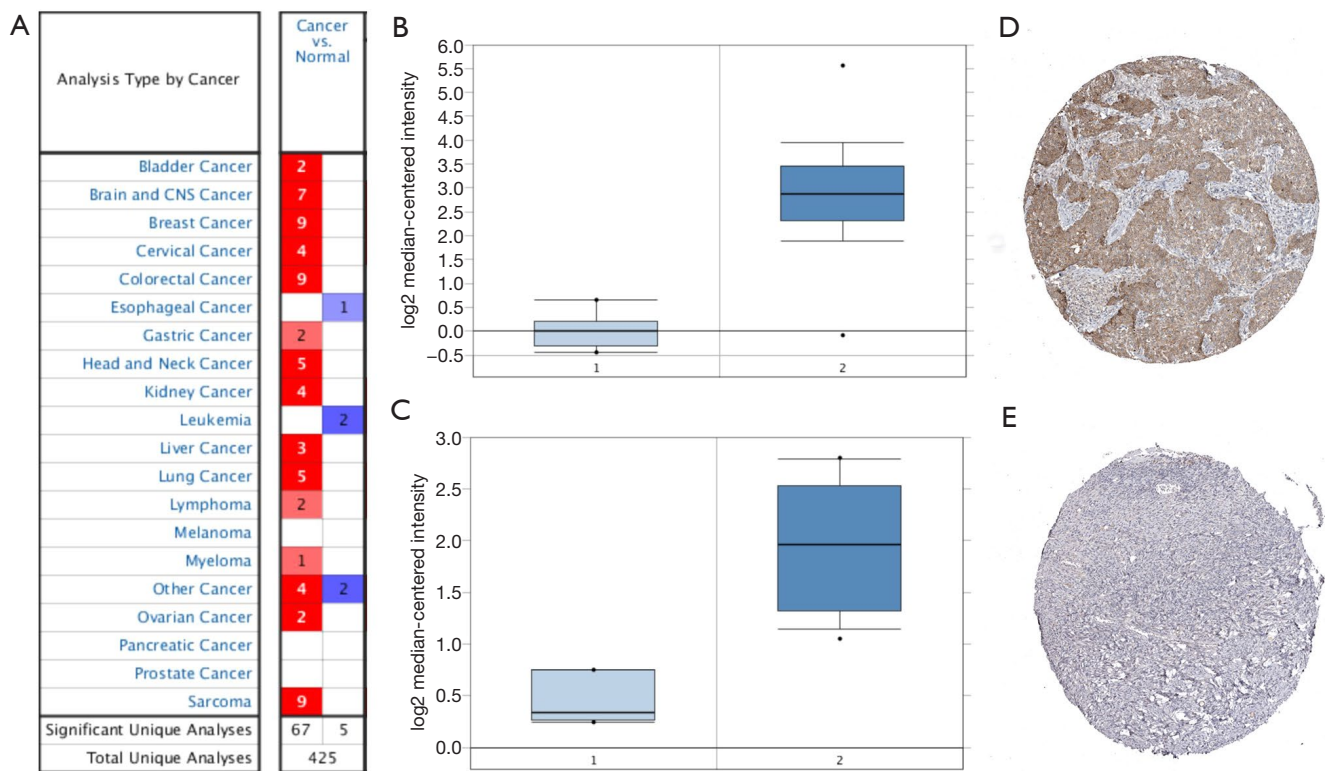 A
Analysis Type by Cancer
Cancer
vs.
Normal
Bladder Cancer 2
Brain and CNS Cancer 7
Breast Cancer 9
Cervical Cancer 4
Colorectal Cancer 9
Esophageal Cancer 1
Gastric Cancer 2
Head and Neck Cancer 5
Kidney Cancer 4
Leukemia 2
Liver Cancer 3
Lung Cancer 5
Lymphoma 2
Melanoma
Myeloma 1
Other Cancer 4 2
Ovarian Cancer 2
Pancreatic Cancer
Prostate Cancer
Sarcoma 9
Significant Unique Analyses 67 5
Total Unique Analyses 425
B
log2 median-centered intensity
6.0
5.5
5.0
4.5
4.0
3.5
3.0
2.5
2.0
1.5
1.0
0.5
0.0
−0.5
1 2
C
log2 median-centered intensity
3.0
2.5
2.0
1.5
1.0
0.5
0.0
1 2
D
E